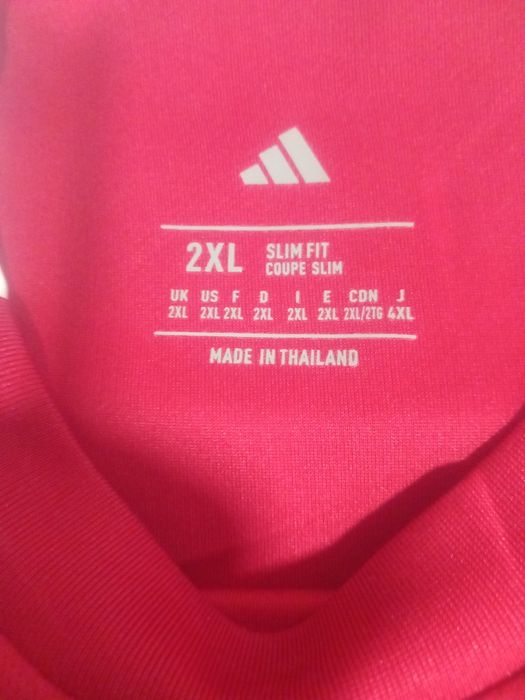 2XL SLIM FIT
COUPE SLIM
UK US F D I E CDN J
2XL 2XL 2XL 2XL 2XL 2XL 2XL/2TG 4XL
MADE IN THAILAND